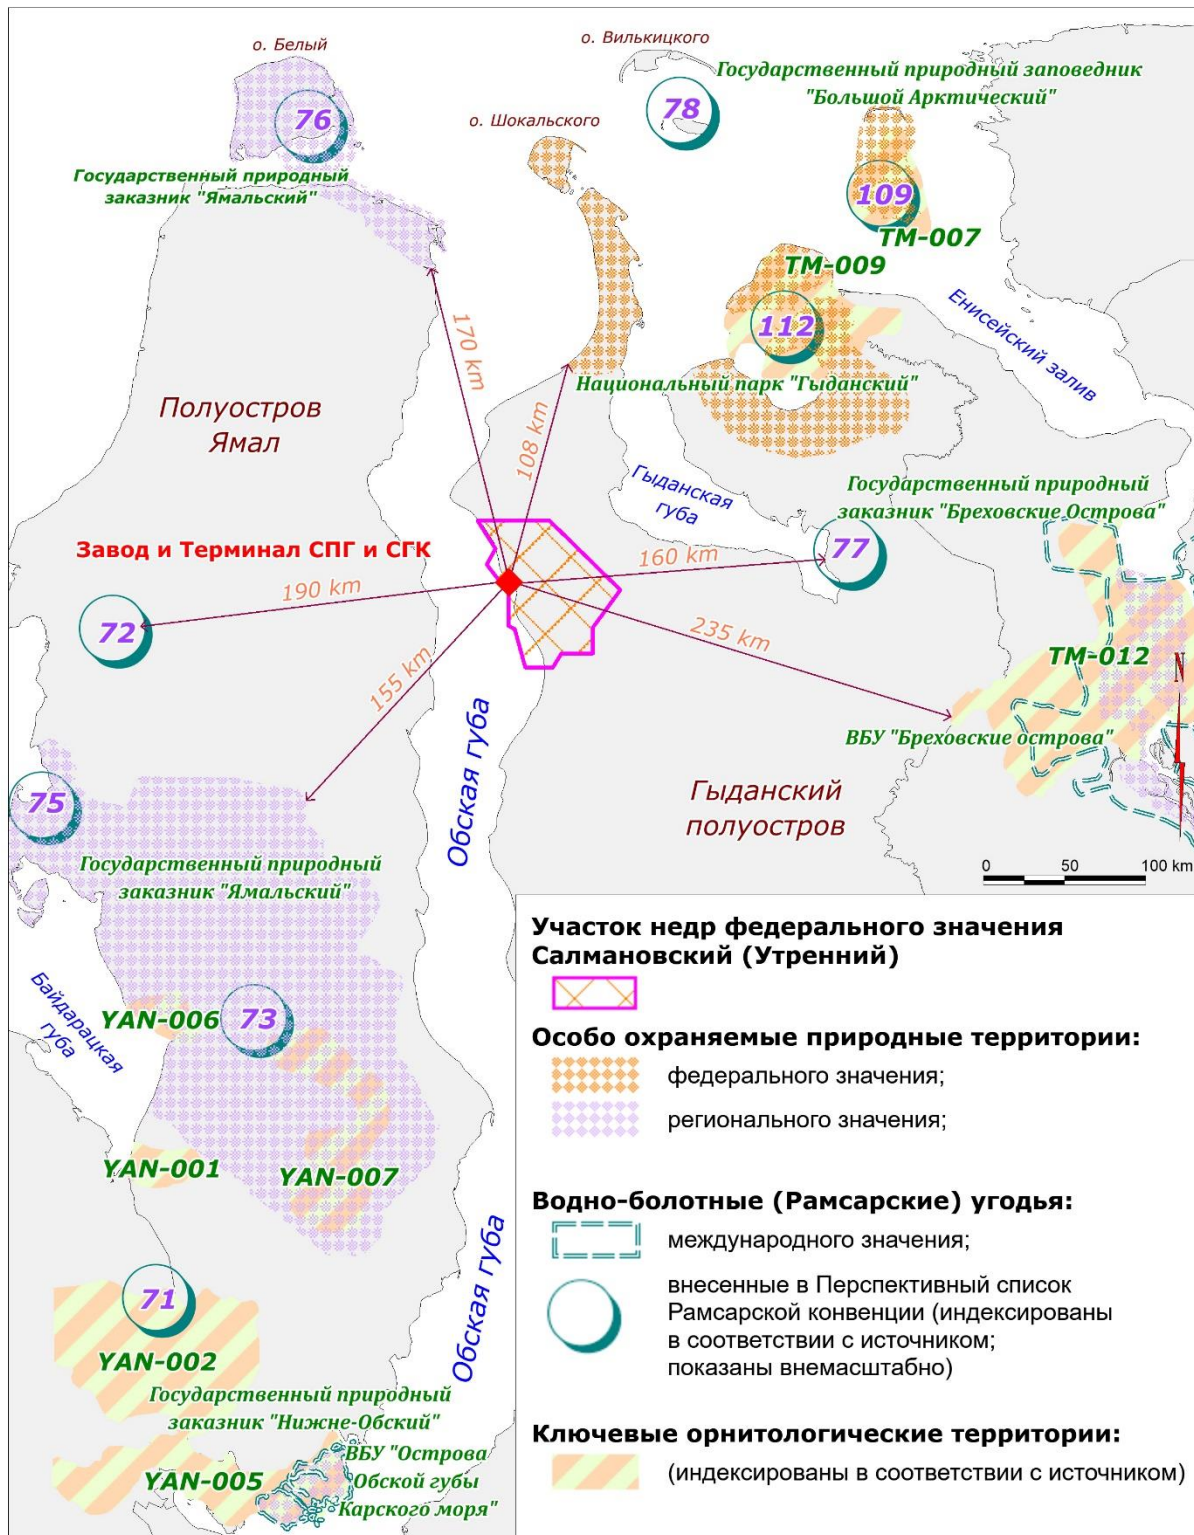 о. Белый
о. Вилькицкого
Государственный природный заповедник
"Большой Арктический"
76
78
о. Шокальского
Государственный природный
заказник "Ямальский"
109
TM-007
TM-009
112
Енисейский залив
170 km
Национальный парк "Гыданский"
Полуостров
Ямал
108 km
Гыданская
губа
Государственный природный
заказник "Бреховские Острова"
Завод и Терминал СПГ и СГК
77
160 km
190 km
72
235 km
TM-012
N
155 km
ВБУ "Бреховские острова"
Обская губа
75
Гыданский
полуостров
Государственный природный
заказник "Ямальский"
0 50 100 km
Участок недр федерального значения
Салмановский (Утренний)
Байдарацкая
губа
YAN-006
73
Особо охраняемые природные территории:
федерального значения;
регионального значения;
YAN-001
YAN-007
Водно-болотные (Рамсарские) угодья:
международного значения;
Обская губа
71
внесенные в Перспективный список
Рамсарской конвенции (индексированы
в соответствии с источником;
показаны внемасштабно)
YAN-002
Государственный природный
заказник "Нижне-Обский"
Ключевые орнитологические территории:
(индексированы в соответствии с источником)
YAN-005
ВБУ "Острова
Обской губы
Карского моря"